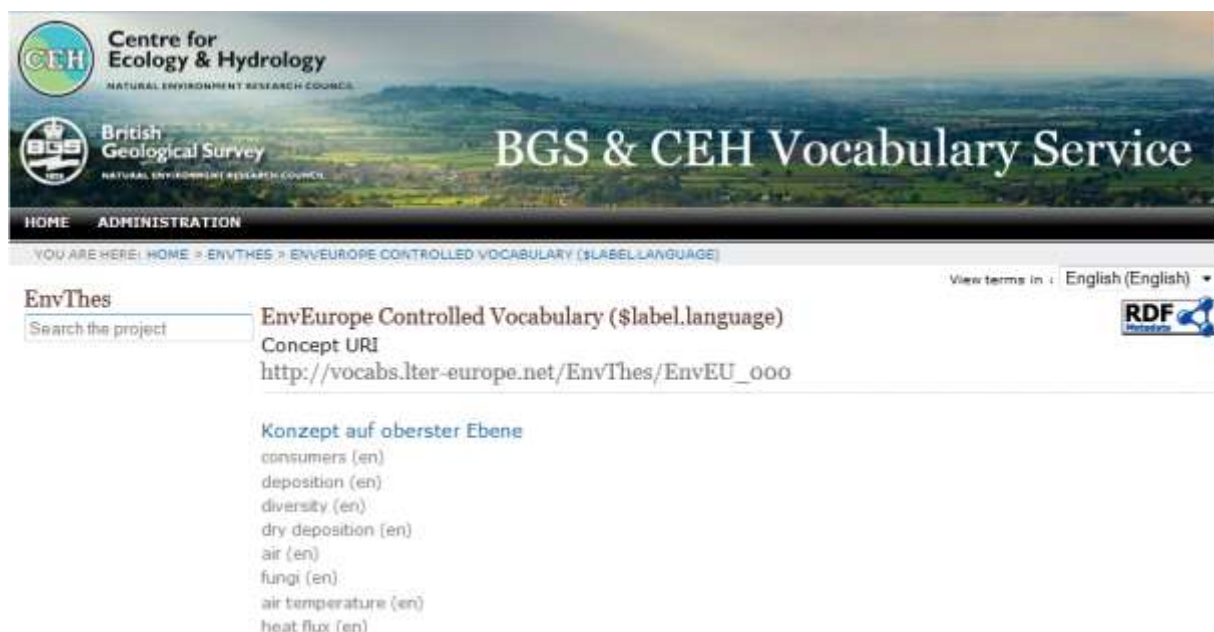 CEH
Centre for
Ecology & Hydrology
NATURAL ENVIRONMENT RESEARCH COUNCIL
BGS
1835
British
Geological Survey
NATURAL ENVIRONMENT RESEARCH COUNCIL
BGS & CEH Vocabulary Service
HOME ADMINISTRATION
YOU ARE HERE: HOME > ENVTHES > ENVEUROPE CONTROLLED VOCABULARY ($LABEL.LANGUAGE)
View terms in : English (English)
EnvThes
Search the project
EnvEurope Controlled Vocabulary ($label.language)
RDF
Metadata
Concept URI
http://vocabs.lter-europe.net/EnvThes/EnvEU_000
Konzept auf oberster Ebene
consumers (en)
deposition (en)
diversity (en)
dry deposition (en)
air (en)
fungi (en)
air temperature (en)
heat flux (en)